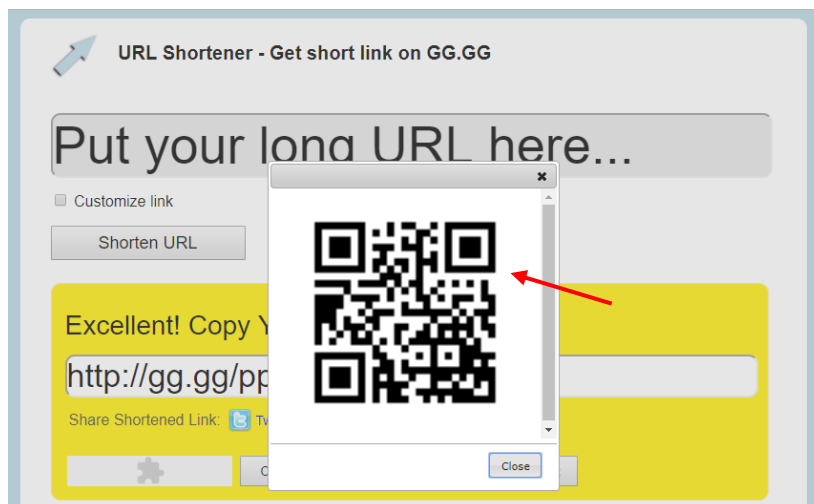 URL Shortener - Get short link on GG.GG
Put your long URL here...
Customize link
Shorten URL
Excellent! Copy
http://gg.gg/pp
Share Shortened Link:
Close